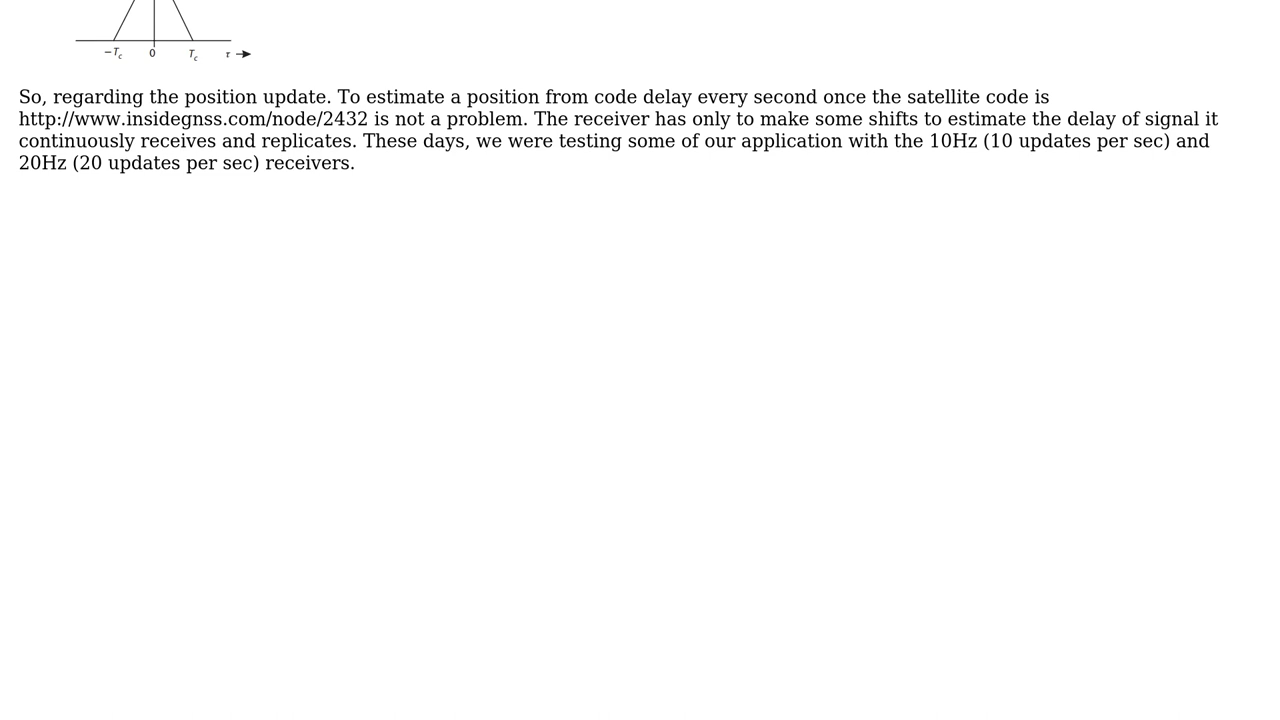 −Tc 0 Tc τ
So, regarding the position update. To estimate a position from code delay every second once the satellite code is
http://www.insidegnss.com/node/2432 is not a problem. The receiver has only to make some shifts to estimate the delay of signal it
continuously receives and replicates. These days, we were testing some of our application with the 10Hz (10 updates per sec) and
20Hz (20 updates per sec) receivers.